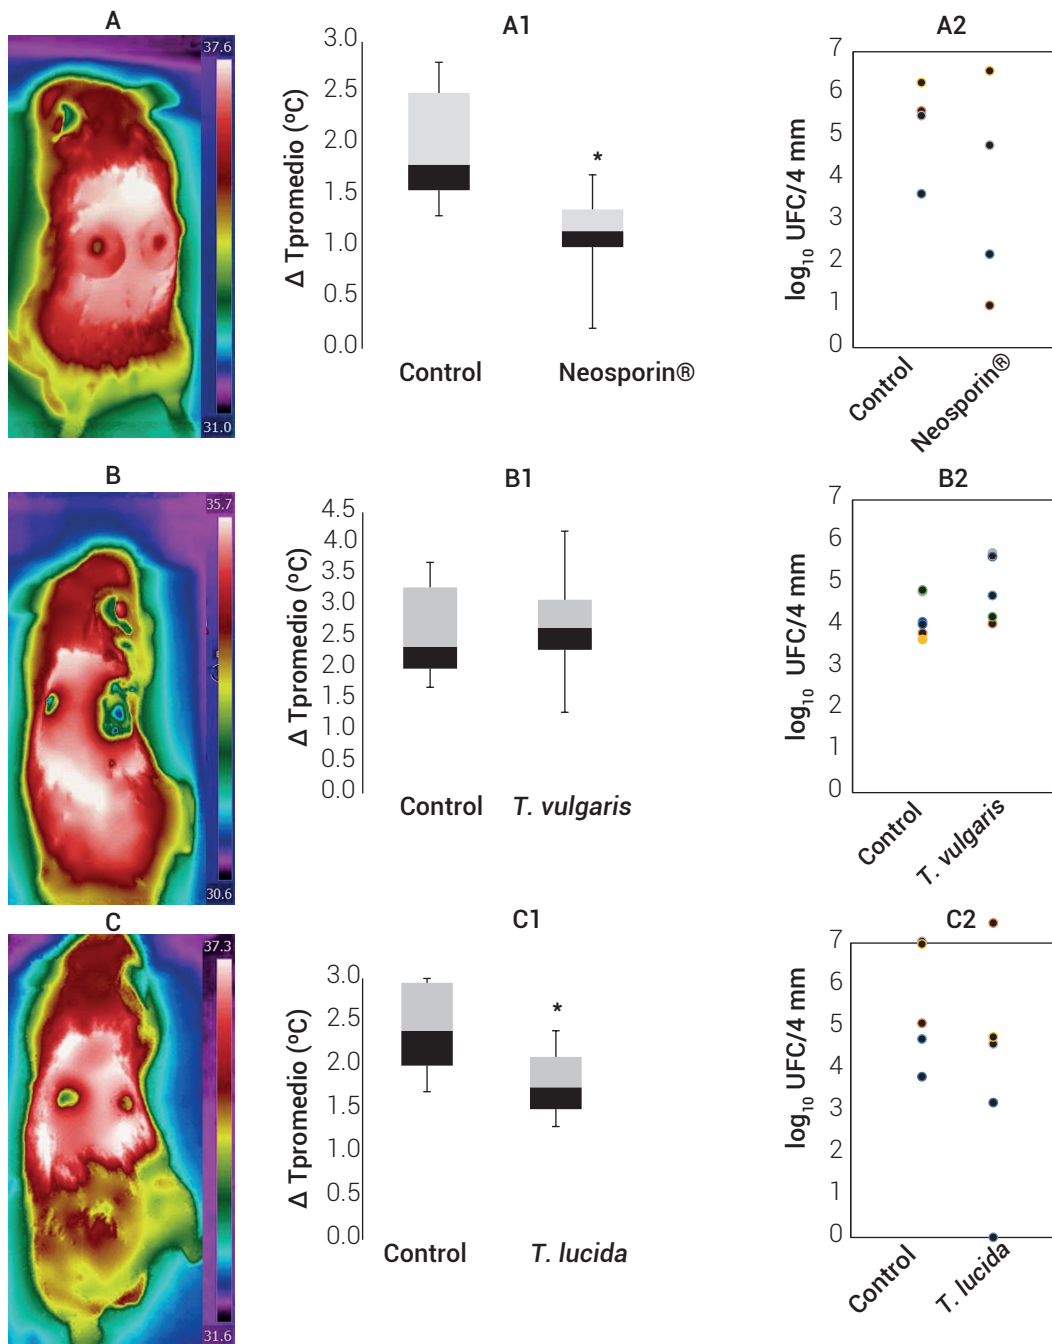 A
37.6
31.0
A1
Δ Tpromedio (ºC)
3.0
2.5
2.0
1.5
1.0
0.5
0.0
*
Control
Neosporin®
A2
log10 UFC/4 mm
7
6
5
4
3
2
1
0
Control
Neosporin®
B
35.7
30.6
B1
Δ Tpromedio (ºC)
4.5
4.0
3.5
3.0
2.5
2.0
1.5
1.0
0.5
0.0
Control
T. vulgaris
B2
log10 UFC/4 mm
7
6
5
4
3
2
1
0
Control
T. vulgaris
C
37.3
31.6
C1
Δ Tpromedio (ºC)
3.0
2.5
2.0
1.5
1.0
0.5
0.0
*
Control
T. lucida
C2
log10 UFC/4 mm
7
6
5
4
3
2
1
0
Control
T. lucida